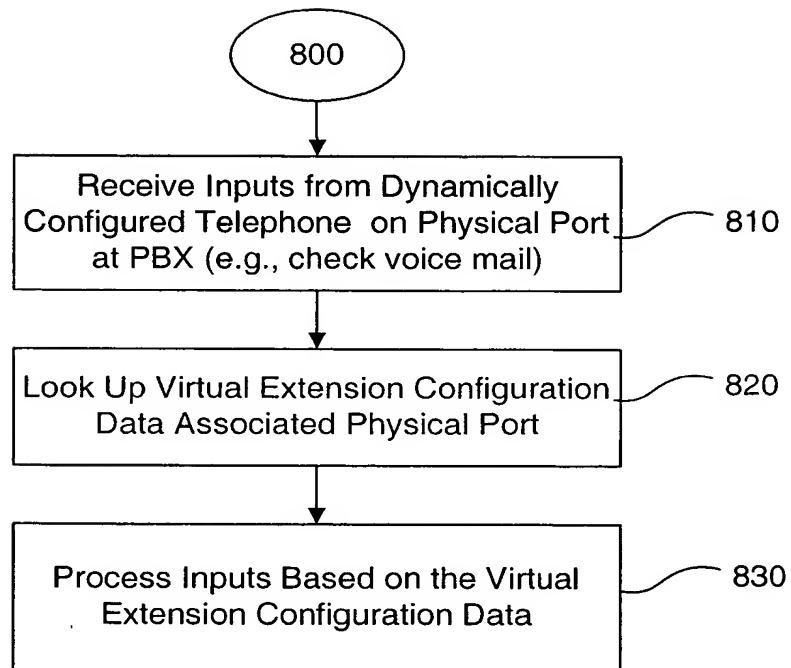 800
Receive Inputs from Dynamically
Configured Telephone on Physical Port
at PBX (e.g., check voice mail)
810
Look Up Virtual Extension Configuration
Data Associated Physical Port
820
Process Inputs Based on the Virtual
Extension Configuration Data
830